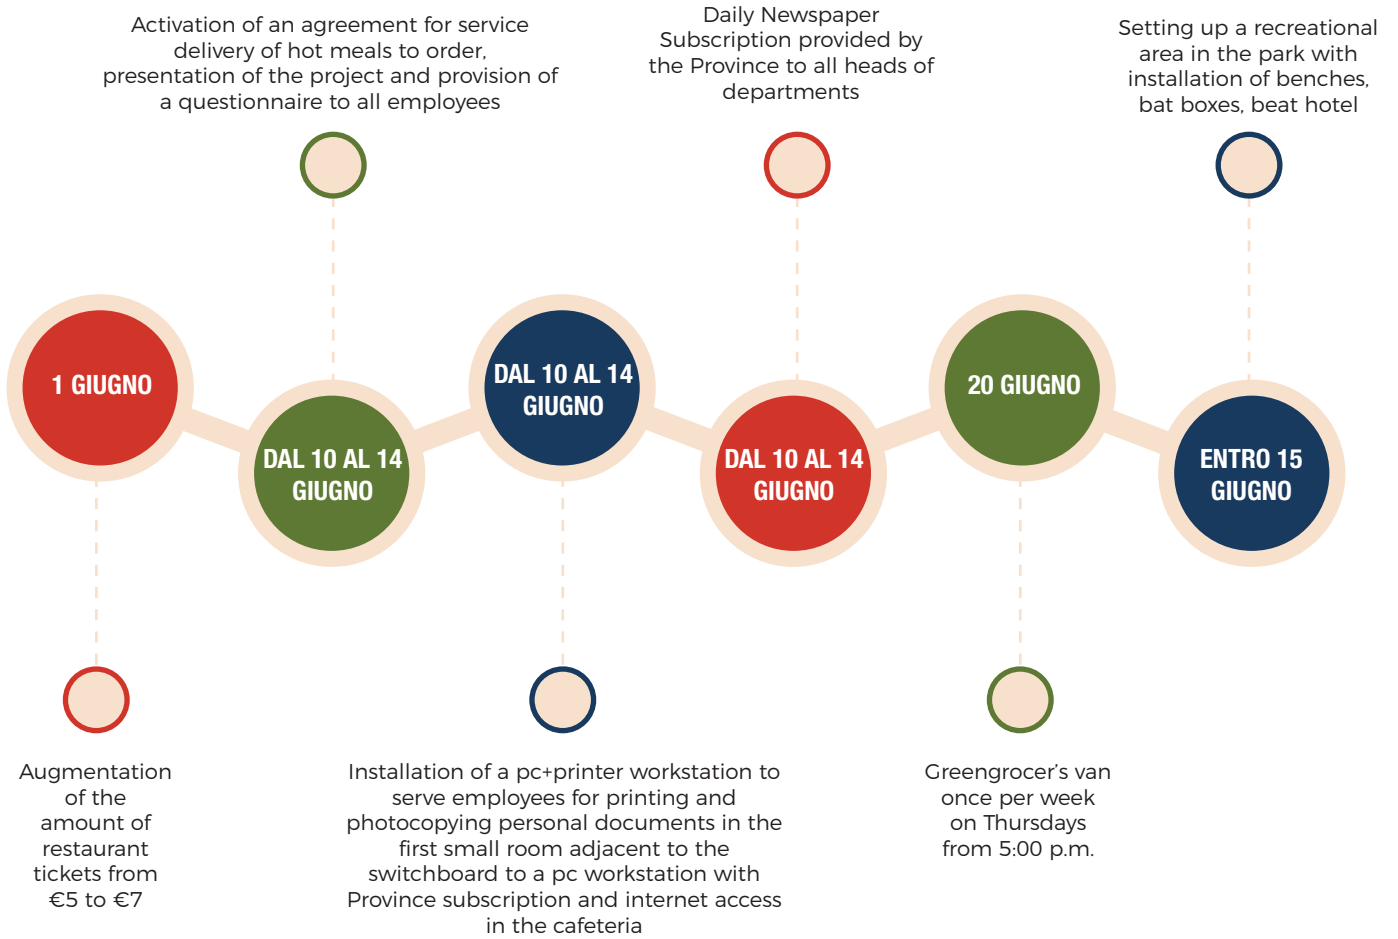 Activation of an agreement for service
delivery of hot meals to order,
presentation of the project and provision of
a questionnaire to all employees
Daily Newspaper
Subscription provided by
the Province to all heads of
departments
Setting up a recreational
area in the park with
installation of benches,
bat boxes, beat hotel
1 GIUGNO
DAL 10 AL 14
GIUGNO
DAL 10 AL 14
GIUGNO
DAL 10 AL 14
GIUGNO
20 GIUGNO
ENTRO 15
GIUGNO
Augmentation
of the
amount of
restaurant
tickets from
€5 to €7
Installation of a pc+printer workstation to
serve employees for printing and
photocopying personal documents in the
first small room adjacent to the
switchboard to a pc workstation with
Province subscription and internet access
in the cafeteria
Greengrocer’s van
once per week
on Thursdays
from 5:00 p.m.